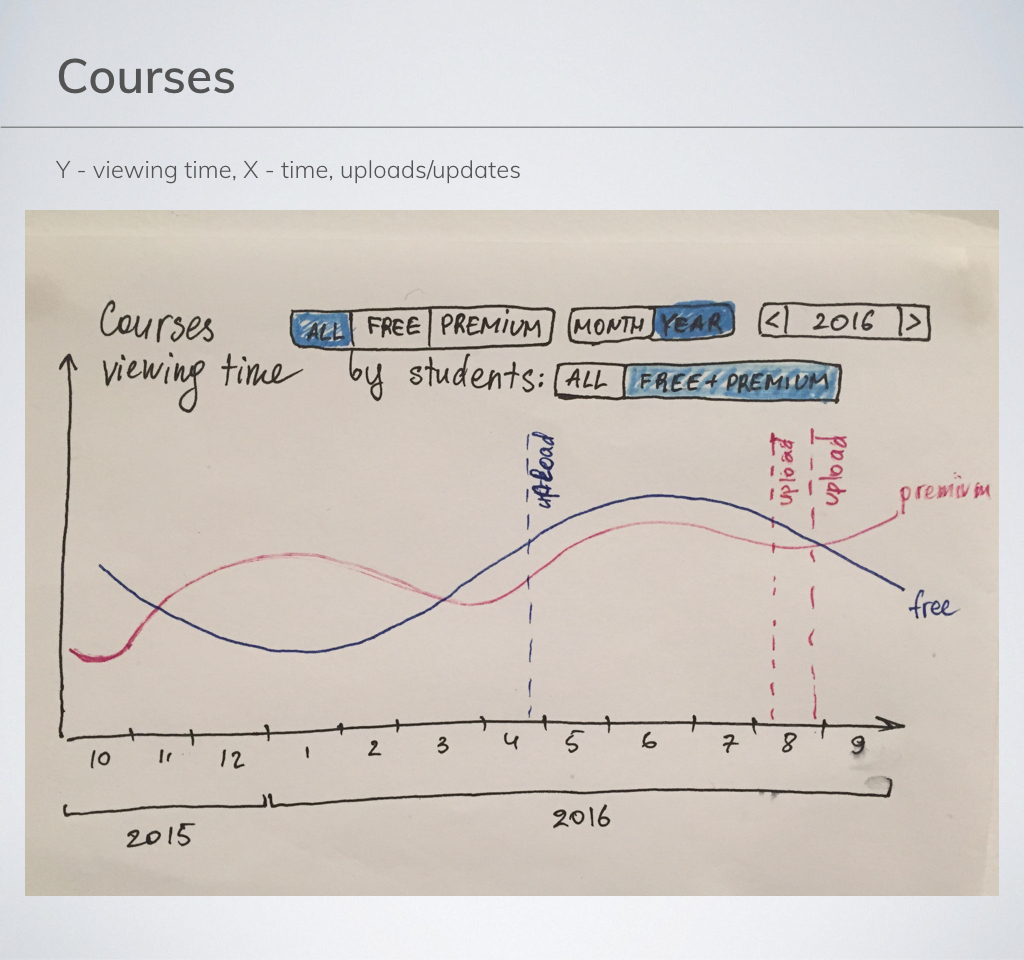 Courses
Y - viewing time, X - time, uploads/updates
Courses ALL FREE PREMIUM MONTH YEAR < 2016 >
viewing time by students: ALL FREE + PREMIUM
upload upload upload
premium
free
10 11 12 1 2 3 4 5 6 7 8 9
2015 2016